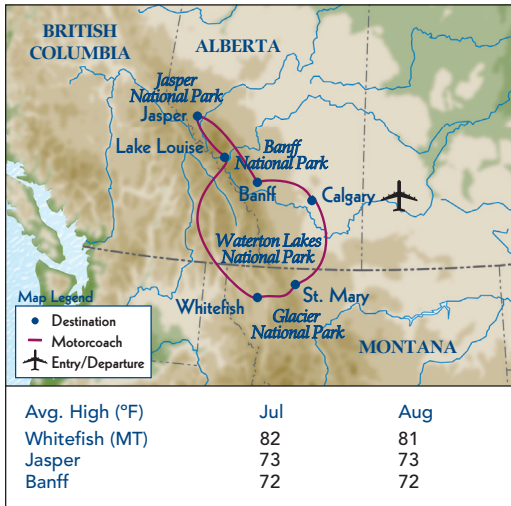 BRITISH
COLUMBIA
ALBERTA
Jasper
National Park
Jasper
Lake Louise
Banff
National Park
Banff
Calgary
Waterton Lakes
National Park
Map Legend
Destination
Motorcoach
Entry/Departure
Whitefish
St. Mary
Glacier
National Park
MONTANA
Avg. High (ºF) Jul Aug
Whitefish (MT) 82 81
Jasper 73 73
Banff 72 72